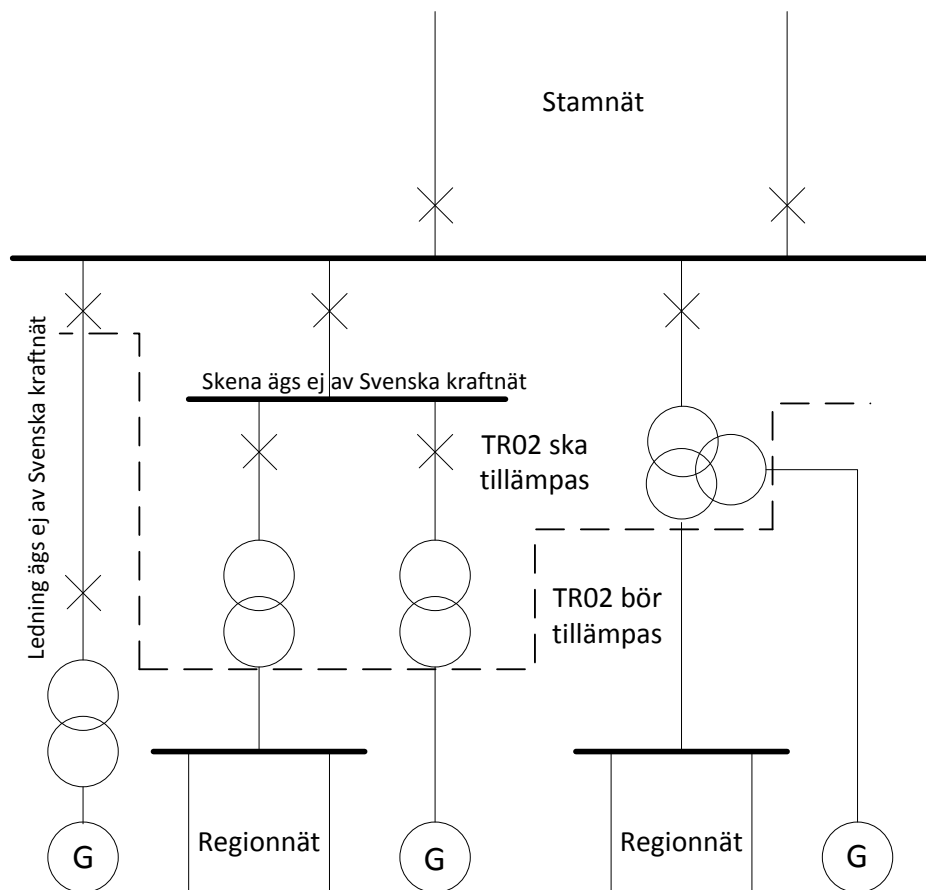 Stamnät
Ledning ägs ej av Svenska kraftnät
Skena ägs ej av Svenska kraftnät
TR02 ska
tillämpas
TR02 bör
tillämpas
Regionnät
Regionnät
G
G
G